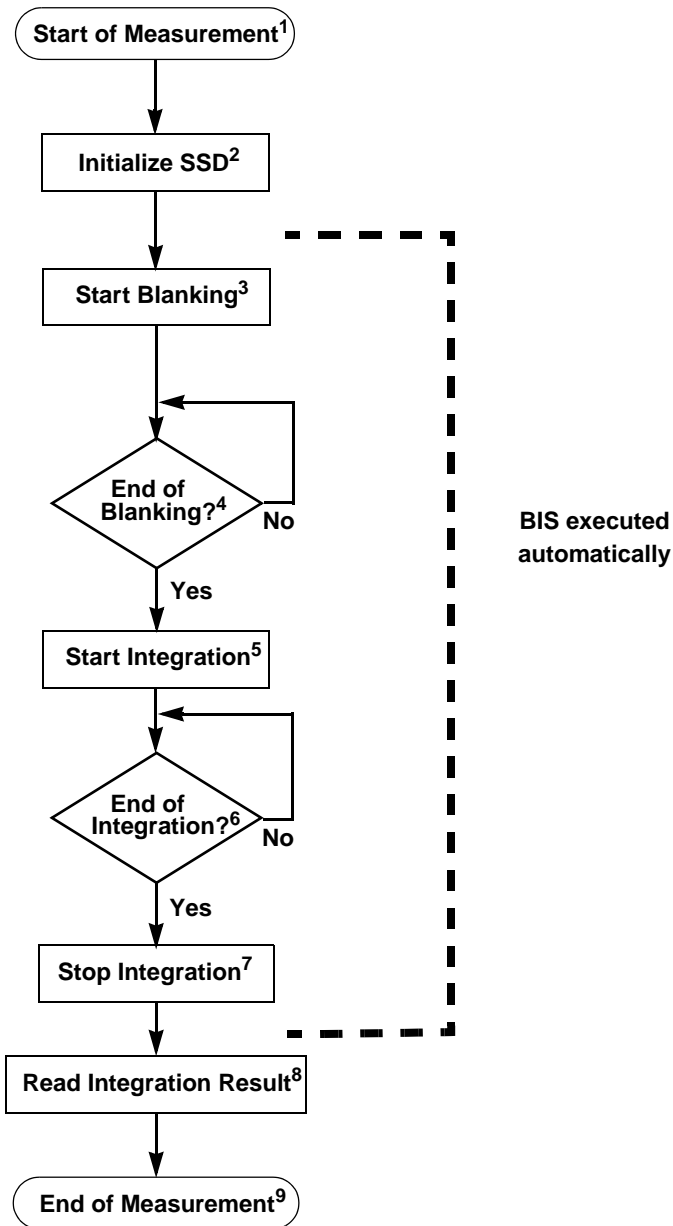 Start of Measurement1
Initialize SSD2
Start Blanking3
End of
Blanking?4
No
Yes
BIS executed
automatically
Start Integration5
End of
Integration?6
No
Yes
Stop Integration7
Read Integration Result8
End of Measurement9